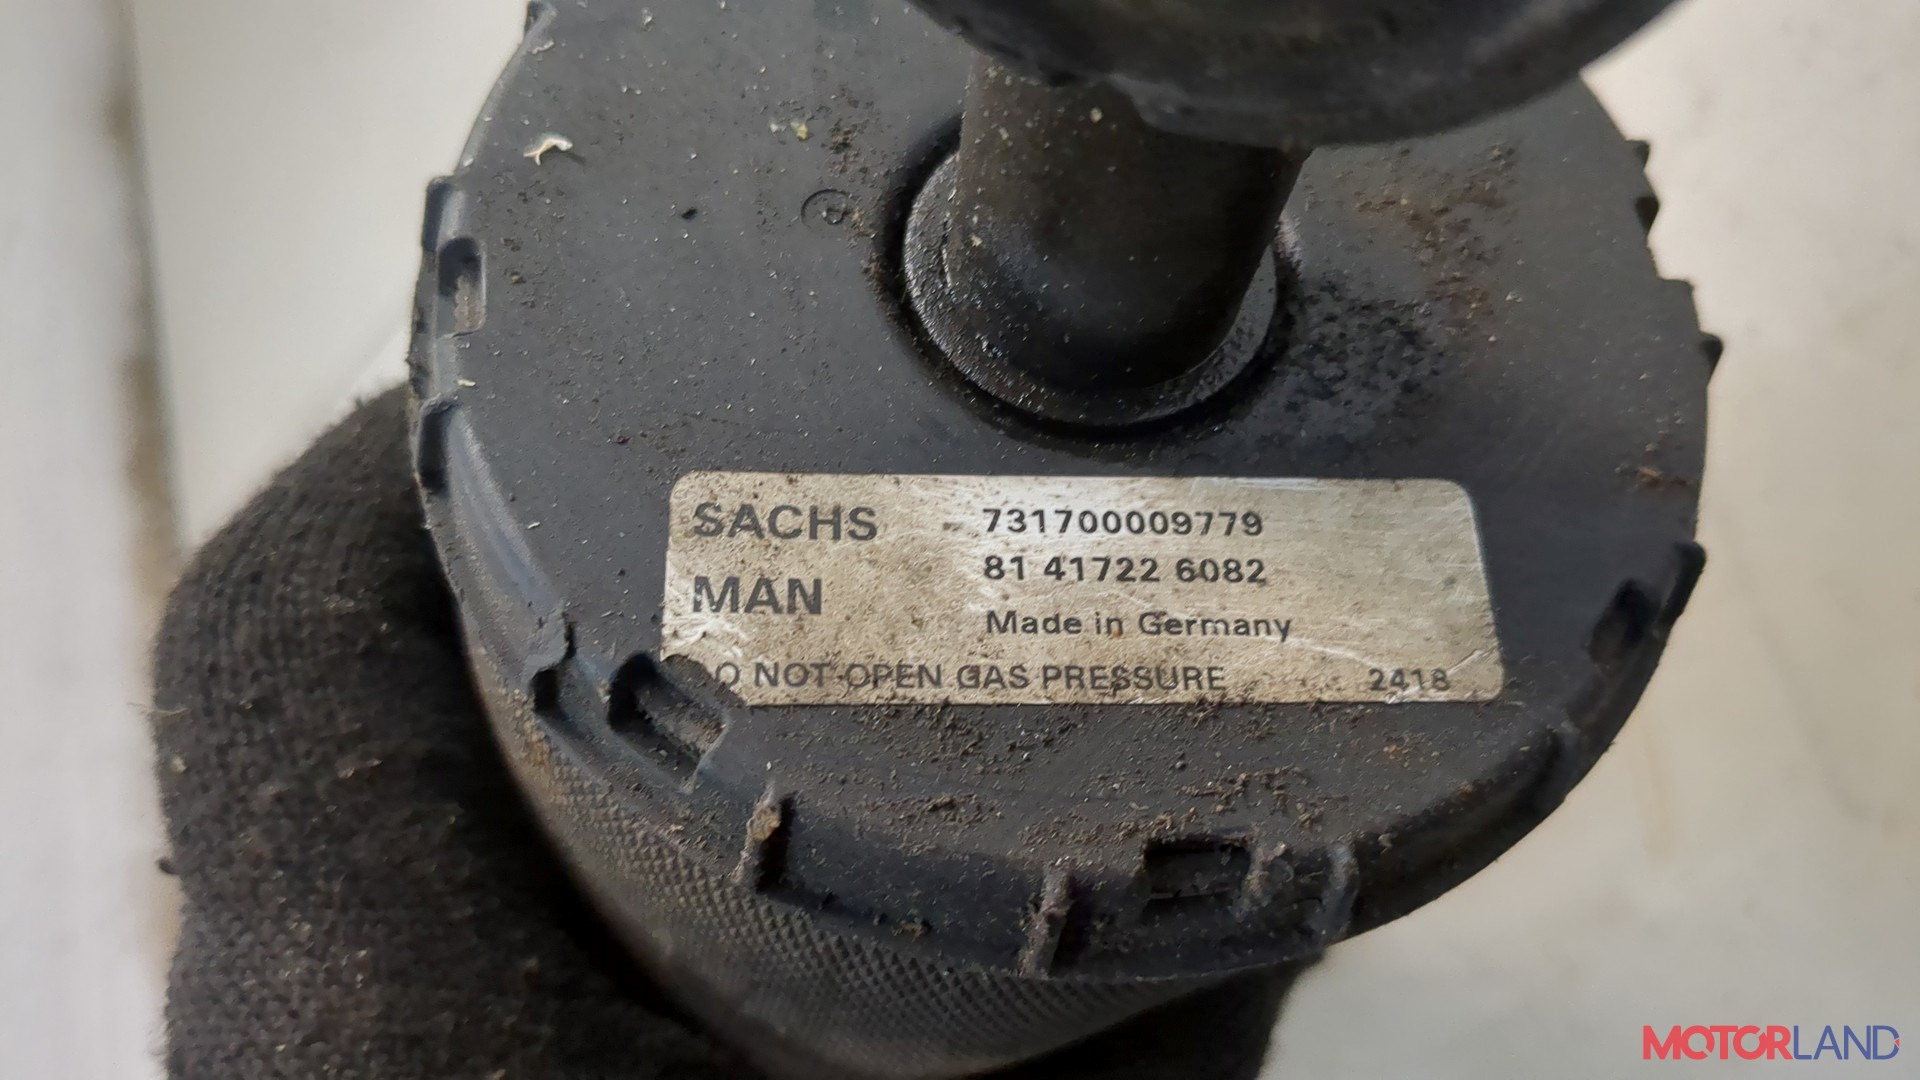 SACHS 731700009779
81 41722 6082
MAN
Made in Germany
O NOT OPEN GAS PRESSURE 2418
MOTORLAND